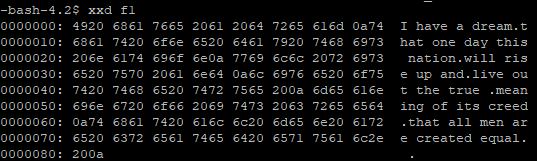 -bash-4.2$ xxd f1
0000000: 4920 6861 7665 2061 2064 7265 616d 0a74  I have a dream.t
0000010: 6861 7420 6f6e 6520 6461 7920 7468 6973  hat one day this
0000020: 206e 6174 696f 6e0a 7769 6c6c 2072 6973   nation.will ris
0000030: 6520 7570 2061 6e64 0a6c 6976 6520 6f75  e up and.live ou
0000040: 7420 7468 6520 7472 7565 200a 6d65 616e  t the true .mean
0000050: 696e 6720 6f66 2069 7473 2063 7265 6564  ing of its creed
0000060: 0a74 6861 7420 616c 6c20 6d65 6e20 6172  .that all men ar
0000070: 6520 6372 6561 7465 6420 6571 7561 6c2e  e created equal.
0000080: 200a                                      .